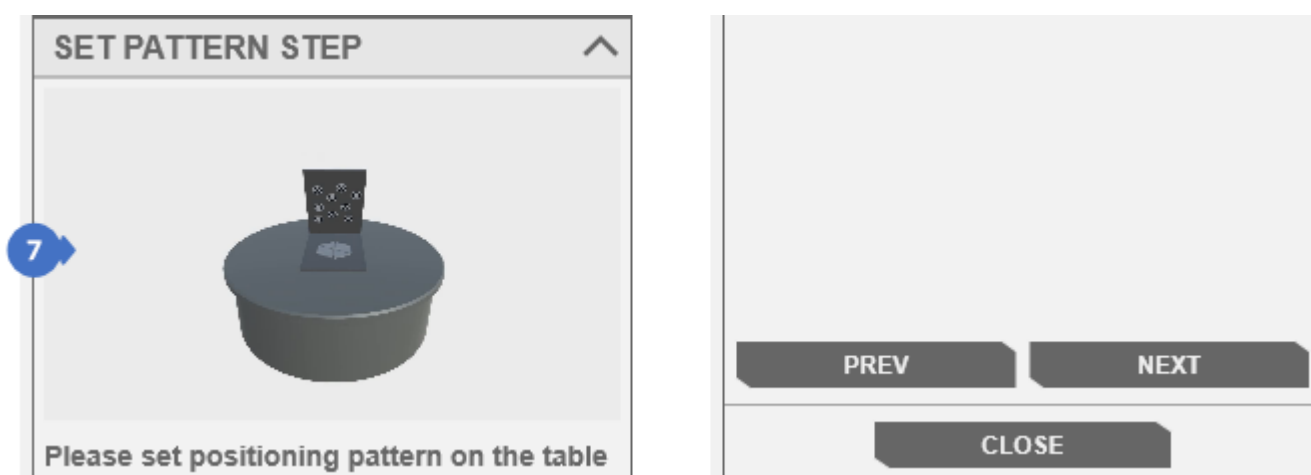 SET PATTERN STEP
7
Please set positioning pattern on the table
PREV
NEXT
CLOSE